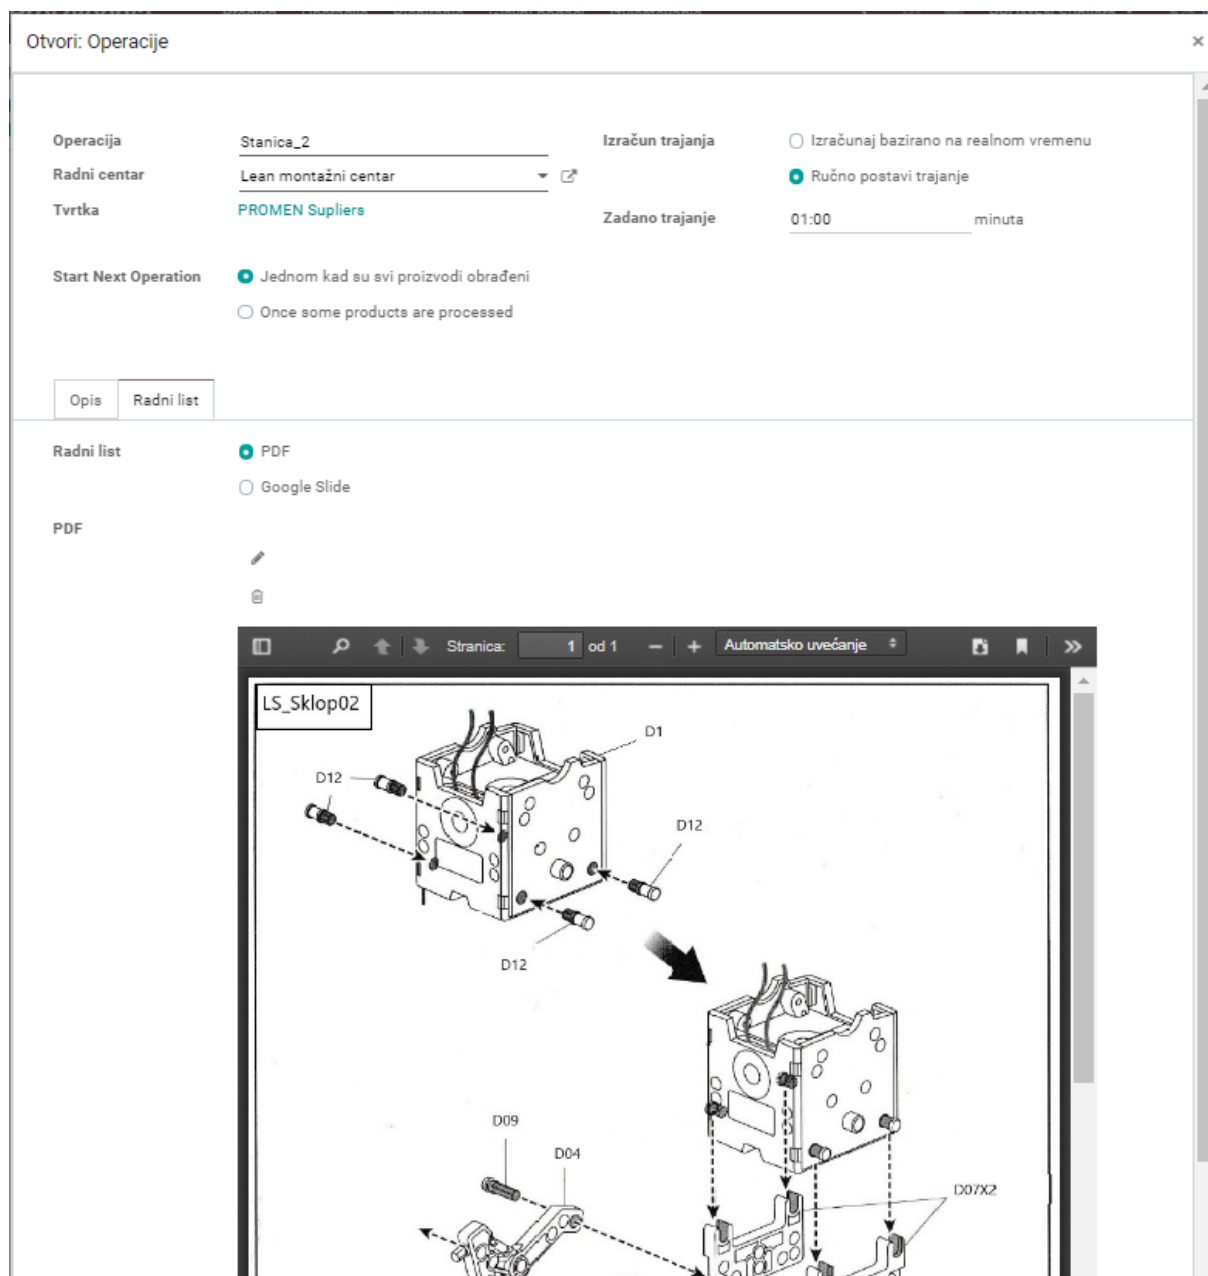 Otvori: Operacije ×
Operacija Stanica_2
Radni centar Lean montažni centar
Tvrtka PROMEN Supliers
Izračun trajanja Izračunaj bazirano na realnom vremenu
Ručno postavi trajanje
Zadano trajanje 01:00 minuta
Start Next Operation Jednom kad su svi proizvodi obrađeni
Once some products are processed
Opis Radni list
Radni list PDF
Google Slide
PDF
Stranica: 1 od 1 Automatsko uvećanje
LS_Sklop02
D1
D12
D12
D12
D09
D04
D07X2